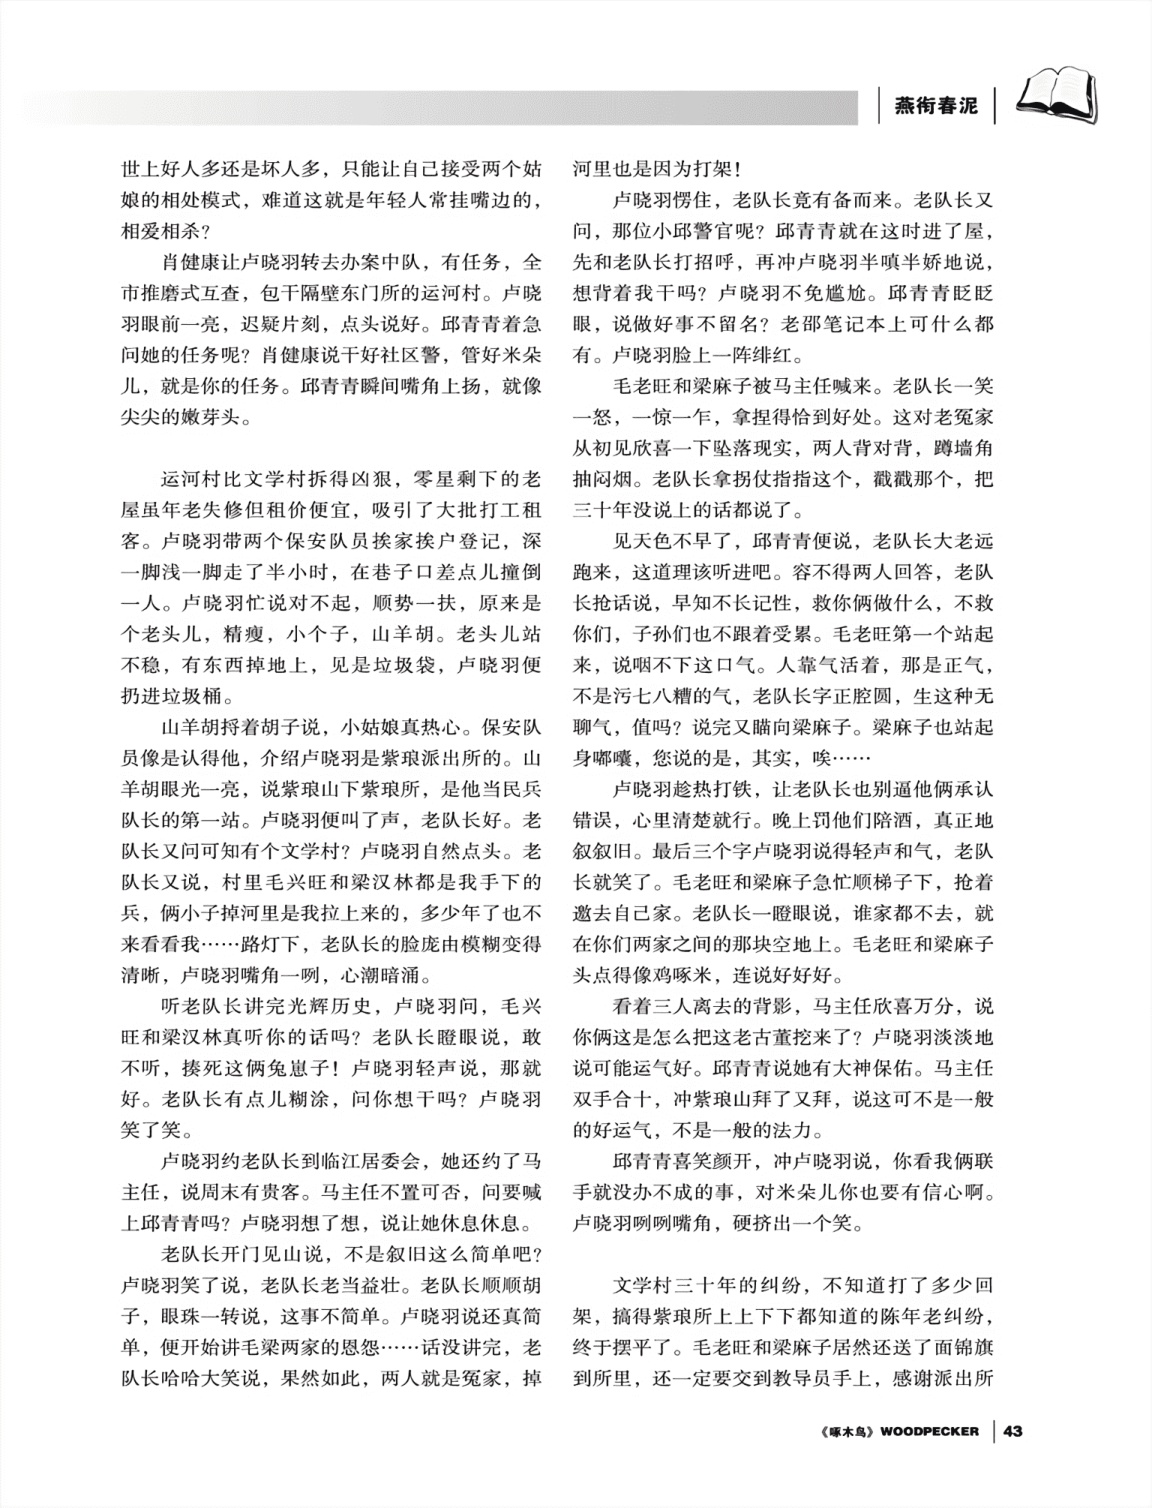 燕衔春泥
世上好人多还是坏人多，只能让自己接受两个姑
娘的相处模式，难道这就是年轻人常挂嘴边的，
相爱相杀？
肖健康让卢晓羽转去办案中队，有任务，全
市推磨式互查，包干隔壁东门所的运河村。卢晓
羽眼前一亮，迟疑片刻，点头说好。邱青青着急
问她的任务呢？肖健康说干好社区警，管好米朵
儿，就是你的任务。邱青青瞬间嘴角上扬，就像
尖尖的嫩芽头。
运河村比文学村拆得凶狠，零星剩下的老
屋虽年老失修但租价便宜，吸引了大批打工租
客。卢晓羽带两个保安队员挨家挨户登记，深
一脚浅一脚走了半小时，在巷子口差点儿撞倒
一人。卢晓羽忙说对不起，顺势一扶，原来是
个老头儿，精瘦，小个子，山羊胡。老头儿站
不稳，有东西掉地上，见是垃圾袋，卢晓羽便
扔进垃圾桶。
山羊胡捋着胡子说，小姑娘真热心。保安队
员像是认得他，介绍卢晓羽是紫琅派出所的。山
羊胡眼光一亮，说紫琅山下紫琅所，是他当民兵
队长的第一站。卢晓羽便叫了声，老队长好。老
队长又问可知有个文学村？卢晓羽自然点头。老
队长又说，村里毛兴旺和梁汉林都是我手下的
兵，俩小子掉河里是我拉上来的，多少年了也不
来看看我……路灯下，老队长的脸庞由模糊变得
清晰，卢晓羽嘴角一咧，心潮暗涌。
听老队长讲完光辉历史，卢晓羽问，毛兴
旺和梁汉林真听你的话吗？老队长瞪眼说，敢
不听，揍死这俩兔崽子！卢晓羽轻声说，那就
好。老队长有点儿糊涂，问你想干吗？卢晓羽
笑了笑。
卢晓羽约老队长到临江居委会，她还约了马
主任，说周末有贵客。马主任不置可否，问要喊
上邱青青吗？卢晓羽想了想，说让她休息休息。
老队长开门见山说，不是叙旧这么简单吧？
卢晓羽笑了说，老队长老当益壮。老队长顺顺胡
子，眼珠一转说，这事不简单。卢晓羽说还真简
单，便开始讲毛梁两家的恩怨……话没讲完，老
队长哈哈大笑说，果然如此，两人就是冤家，掉
河里也是因为打架！
卢晓羽愣住，老队长竟有备而来。老队长又
问，那位小邱警官呢？邱青青就在这时进了屋，
先和老队长打招呼，再冲卢晓羽半嗔半娇地说，
想背着我干吗？卢晓羽不免尴尬。邱青青眨眨
眼，说做好事不留名？老邵笔记本上可什么都
有。卢晓羽脸上一阵绯红。
毛老旺和梁麻子被马主任喊来。老队长一笑
一怒，一惊一乍，拿捏得恰到好处。这对老冤家
从初见欣喜一下坠落现实，两人背对背，蹲墙角
抽闷烟。老队长拿拐仗指指这个，戳戳那个，把
三十年没说上的话都说了。
见天色不早了，邱青青便说，老队长大老远
跑来，这道理该听进吧。容不得两人回答，老队
长抢话说，早知不长记性，救你俩做什么，不救
你们，子孙们也不跟着受累。毛老旺第一个站起
来，说咽不下这口气。人靠气活着，那是正气，
不是污七八糟的气，老队长字正腔圆，生这种无
聊气，值吗？说完又瞄向梁麻子。梁麻子也站起
身嘟囔，您说的是，其实，唉……
卢晓羽趁热打铁，让老队长也别逼他俩承认
错误，心里清楚就行。晚上罚他们陪酒，真正地
叙叙旧。最后三个字卢晓羽说得轻声和气，老队
长就笑了。毛老旺和梁麻子急忙顺梯子下，抢着
邀去自己家。老队长一瞪眼说，谁家都不去，就
在你们两家之间的那块空地上。毛老旺和梁麻子
头点得像鸡啄米，连说好好好。
看着三人离去的背影，马主任欣喜万分，说
你俩这是怎么把这老古董挖来了？卢晓羽淡淡地
说可能运气好。邱青青说她有大神保佑。马主任
双手合十，冲紫琅山拜了又拜，说这可不是一般
的好运气，不是一般的法力。
邱青青喜笑颜开，冲卢晓羽说，你看我俩联
手就没办不成的事，对米朵儿你也要有信心啊。
卢晓羽咧咧嘴角，硬挤出一个笑。
文学村三十年的纠纷，不知道打了多少回
架，搞得紫琅所上上下下都知道的陈年老纠纷，
终于摆平了。毛老旺和梁麻子居然还送了面锦旗
到所里，还一定要交到教导员手上，感谢派出所
《啄木鸟》WOODPECKER 43